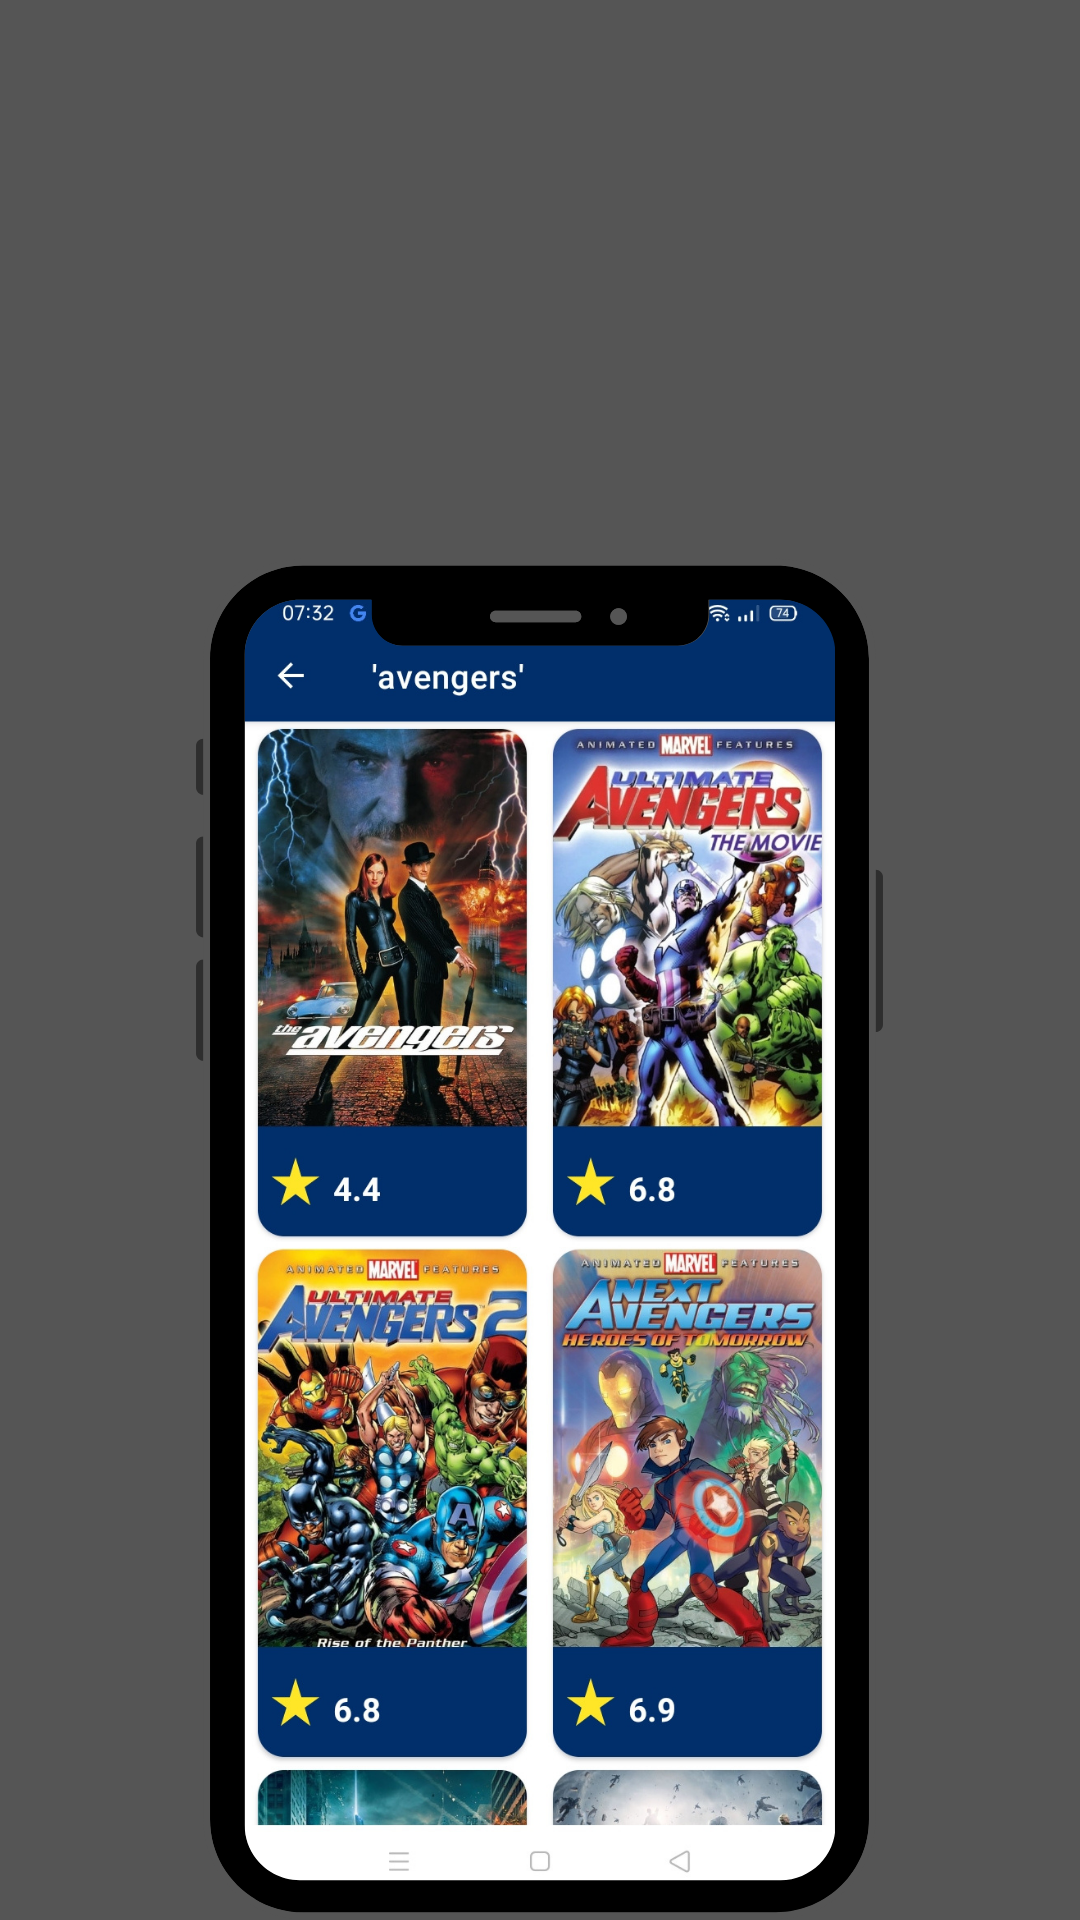 07:32 G
74
'avengers'
the avengers
ANIMATED MARVEL FEATURES
ULTIMATE
AVENGERS
THE MOVIE
4.4
6.8
ANIMATED MARVEL FEATURES
ULTIMATE
AVENGERS 2
A
Rise of the Panther
ANIMATED MARVEL FEATURES
NEXT
AVENGERS
HEROES OF TOMORROW
6.8
6.9